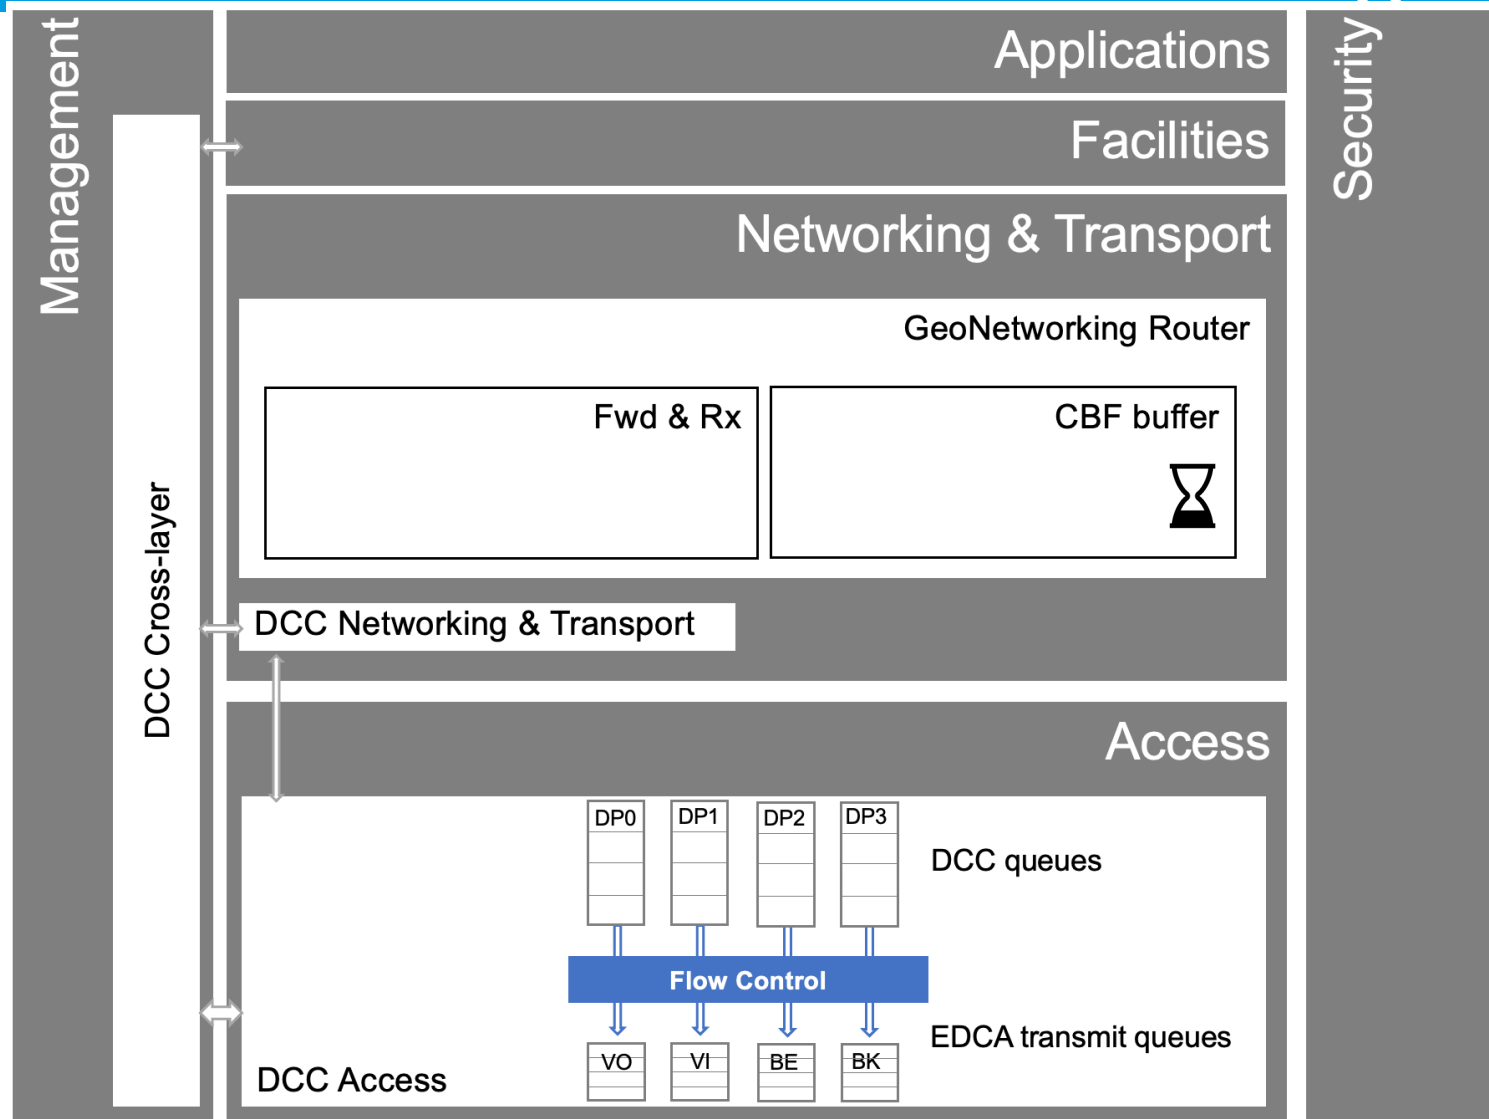 Management
Applications
Security
Facilities
Networking & Transport
GeoNetworking Router
Fwd & Rx
CBF buffer
DCC Cross-layer
DCC Networking & Transport
Access
DP0
DP1
DP2
DP3
DCC queues
Flow Control
EDCA transmit queues
VO
VI
BE
BK
DCC Access